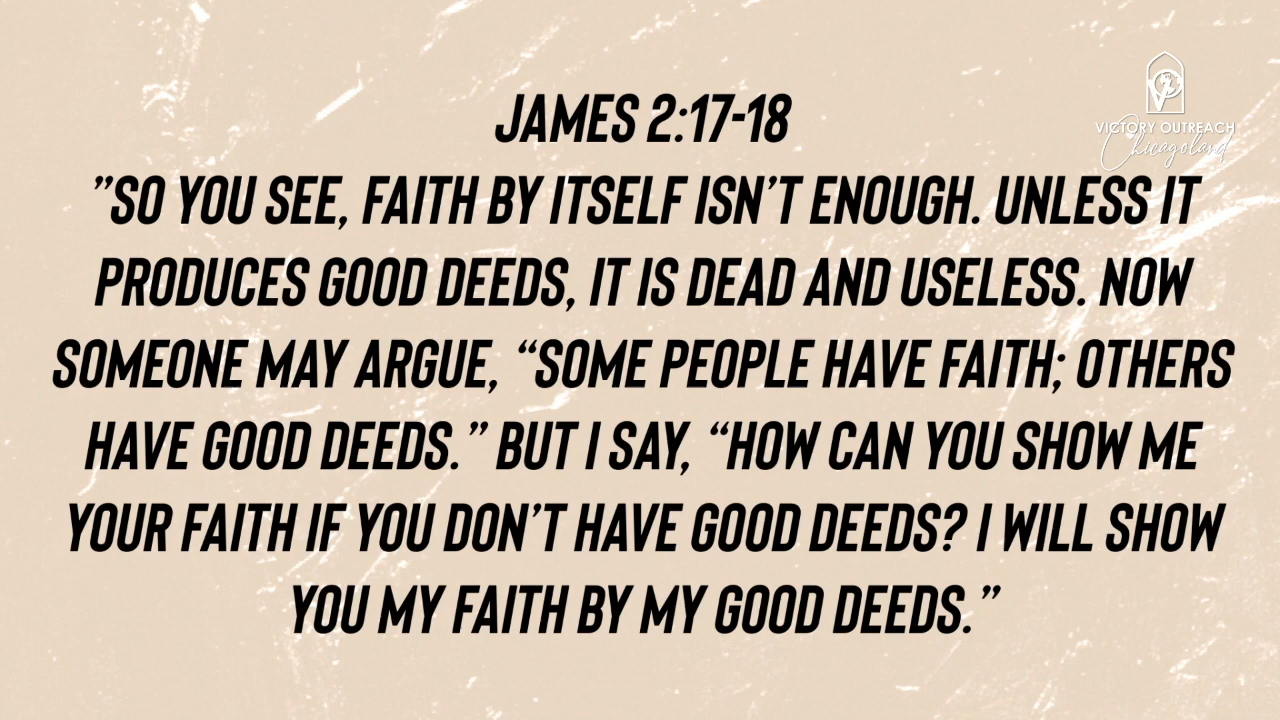 JAMES 2:17-18
VICTORY OUTREACH
Chicagoland
”SO YOU SEE, FAITH BY ITSELF ISN’T ENOUGH. UNLESS IT
PRODUCES GOOD DEEDS, IT IS DEAD AND USELESS. NOW
SOMEONE MAY ARGUE, “SOME PEOPLE HAVE FAITH; OTHERS
HAVE GOOD DEEDS.” BUT I SAY, “HOW CAN YOU SHOW ME
YOUR FAITH IF YOU DON’T HAVE GOOD DEEDS? I WILL SHOW
YOU MY FAITH BY MY GOOD DEEDS.”